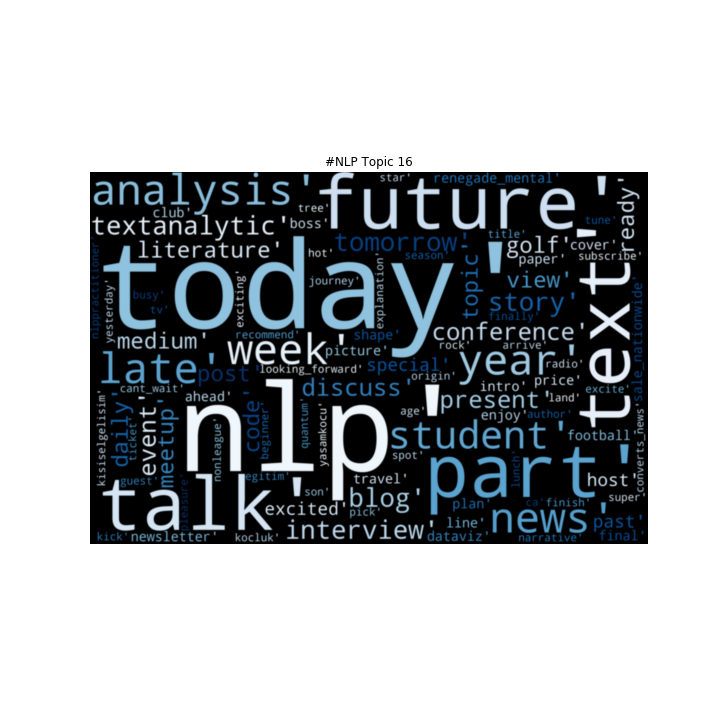 #NLP Topic 16
star'
renegade_mental'
analysis'
future'
ready'
club'
tree'
boss'
textanalytic'
tune'
title'
tomorrow'
literature'
golf'
cover'
season'
hot'
paper'
subscribe'
nlppractitioner'
today'
topic'
text'
journey'
view'
explanation'
exciting'
yesterday'
busy'
tv'
story'
sale_nationwide'
finally'
medium'
recommend'
shape'
conference'
week'
picture'
rock'
arrive'
late'
post'
looking_forward'
special'
year'
radio'
origin'
cant_wait'
discuss'
intro'
price'
excite'
ahead'
nlp'
present'
land'
kisiselgelisim'
daily'
ticket'
event'
meetup'
nonleague'
code'
beginner'
quantum'
yasamkocu'
age'
enjoy'
author'
student'
football'
converts_news'
spot'
part'
lunch'
guest'
pleasure'
egitim'
travel'
host'
talk'
son'
blog'
super'
excited'
pick'
plan'
ca'
finish'
news'
interview'
line'
past'
kick'
newsletter'
kocluk'
dataviz'
narrative'
final'